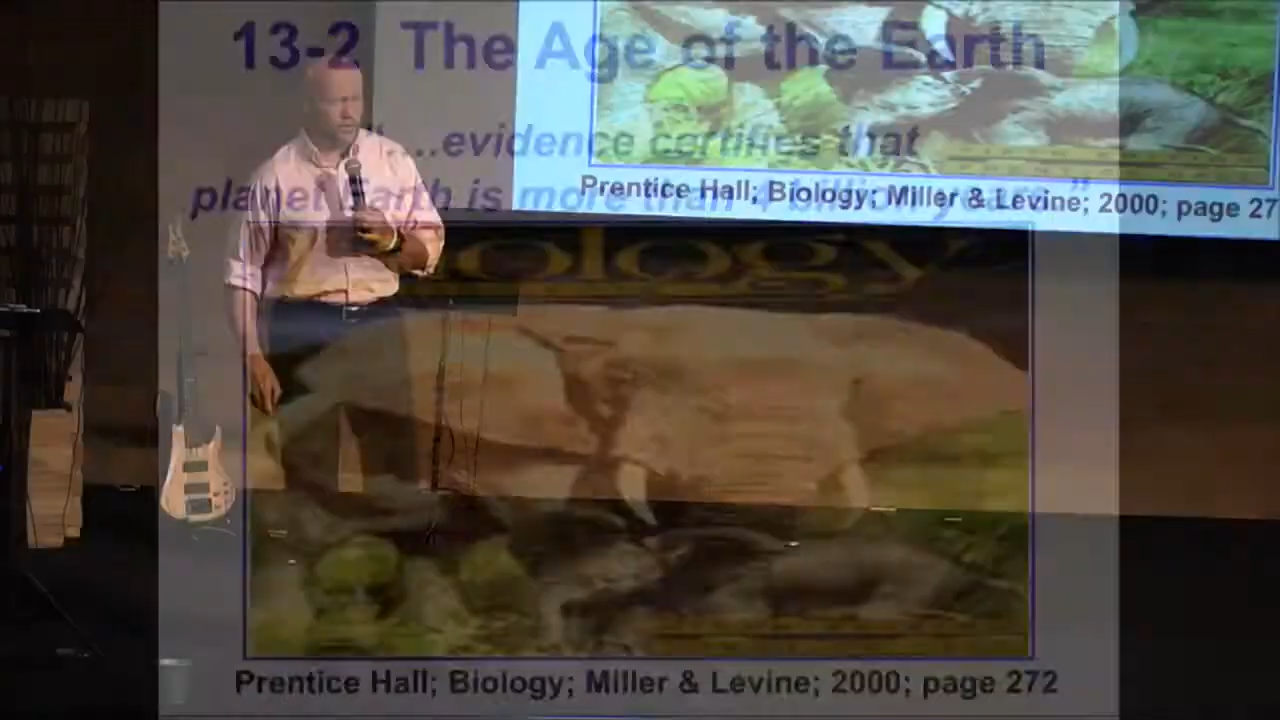 13-2 The Age of the Earth
"....evidence certifies that
planet Earth is more than 4 billion years"
Prentice Hall; Biology; Miller & Levine; 2000; page 27
ology
Prentice Hall; Biology; Miller & Levine; 2000; page 272